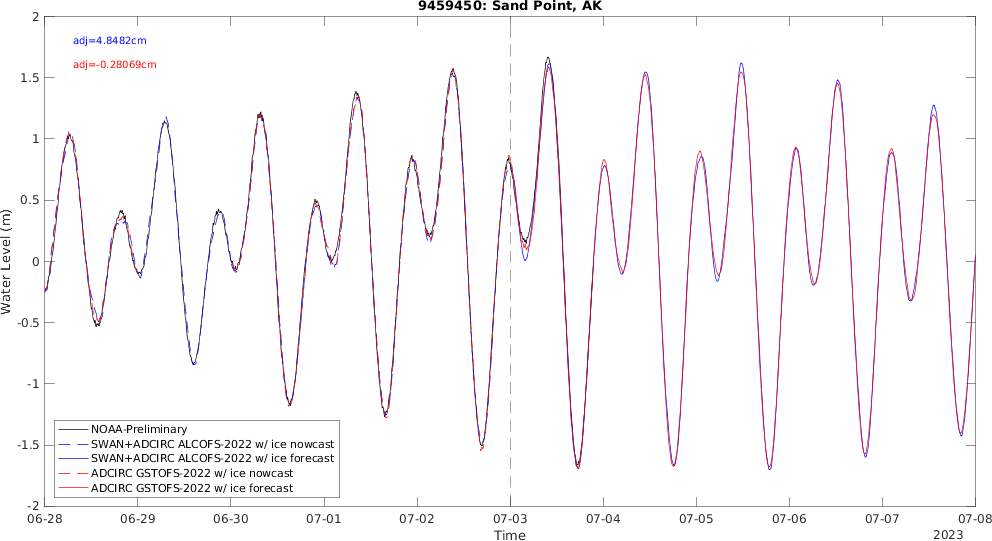 9459450: Sand Point, AK
adj=4.8482cm
adj=-0.28069cm
Water Level (m)
2
1.5
1
0.5
0
-0.5
-1
-1.5
-2
NOAA-Preliminary
SWAN+ADCIRC ALCOFS-2022 w/ ice nowcast
SWAN+ADCIRC ALCOFS-2022 w/ ice forecast
ADCIRC GSTOFS-2022 w/ ice nowcast
ADCIRC GSTOFS-2022 w/ ice forecast
06-28 06-29 06-30 07-01 07-02 07-03 07-04 07-05 07-06 07-07 07-08
Time
2023